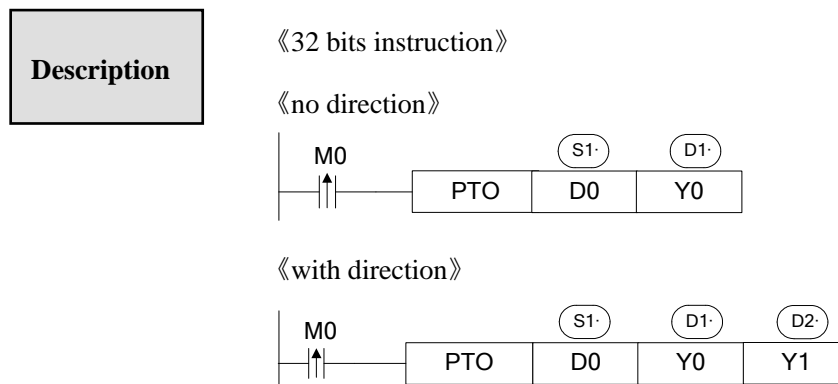 Description
《32 bits instruction》
《no direction》
S1· D1·
M0
PTO D0 Y0
《with direction》
S1· D1· D2·
M0
PTO D0 Y0 Y1